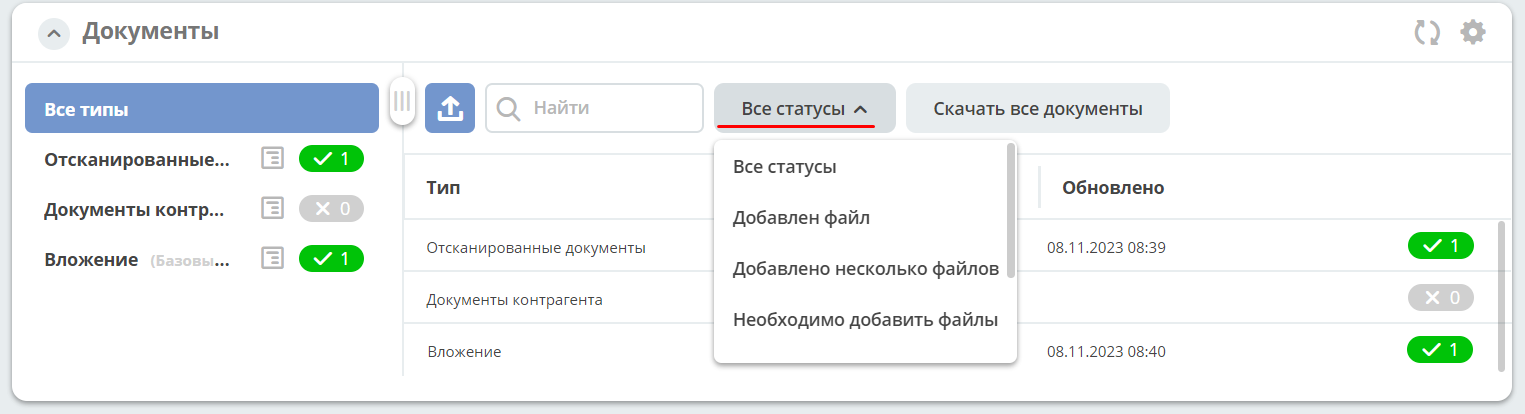 Документы
Все типы
Отсканированные... 1
Документы контр... 0
Вложение (Базовы... 1
Найти
Все статусы
Скачать все документы
Все статусы
Добавлен файл
Добавлено несколько файлов
Необходимо добавить файлы
Тип Обновлено
Отсканированные документы 08.11.2023 08:39 1
Документы контрагента 0
Вложение 08.11.2023 08:40 1